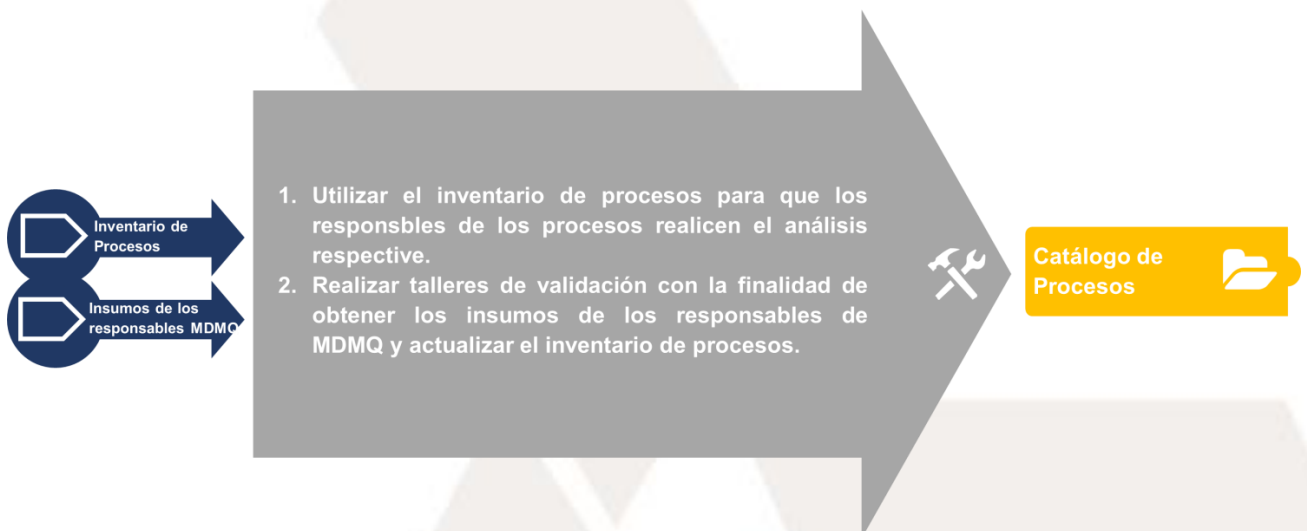 Inventario de
Procesos
Insumos de los
responsables MDMQ
1. Utilizar el inventario de procesos para que los
responsbles de los procesos realicen el análisis
respective.
2. Realizar talleres de validación con la finalidad de
obtener los insumos de los responsables de
MDMQ y actualizar el inventario de procesos.
Catálogo de
Procesos